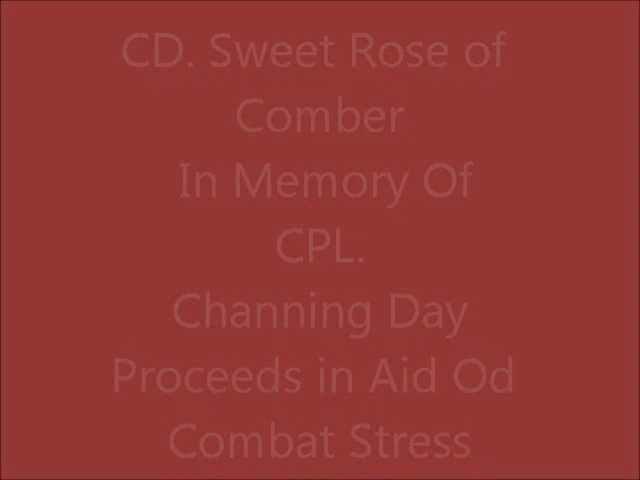 CD. Sweet Rose of
Comber
In Memory Of
CPL.
Channing Day
Proceeds in Aid Od
Combat Stress